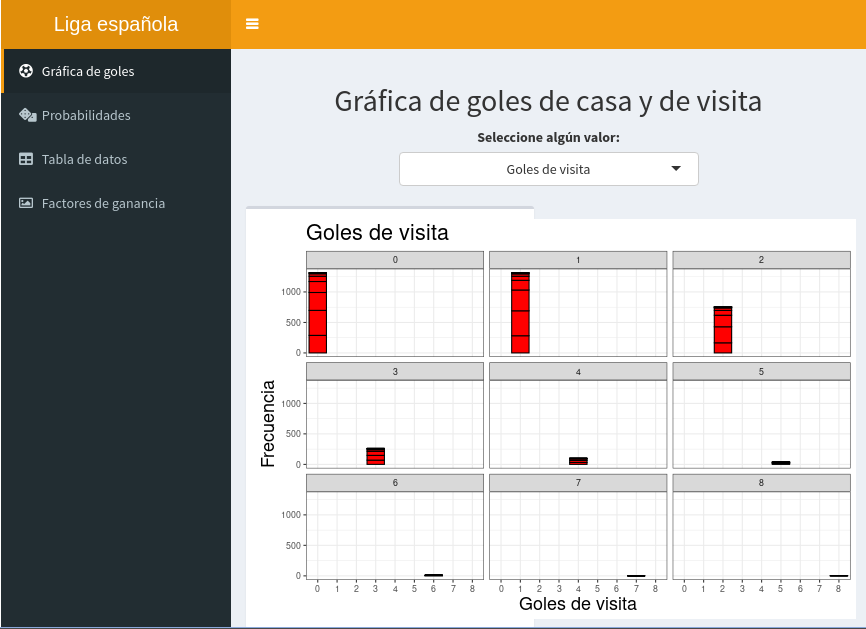 Liga española
Gráfica de goles
Probabilidades
Tabla de datos
Factores de ganancia
Gráfica de goles de casa y de visita
Seleccione algún valor:
Goles de visita
Goles de visita
0 1 2
1000
500
0
3 4 5
1000
500
0
6 7 8
1000
500
0
0 1 2 3 4 5 6 7 8 0 1 2 3 4 5 6 7 8 0 1 2 3 4 5 6 7 8
Frecuencia
Goles de visita